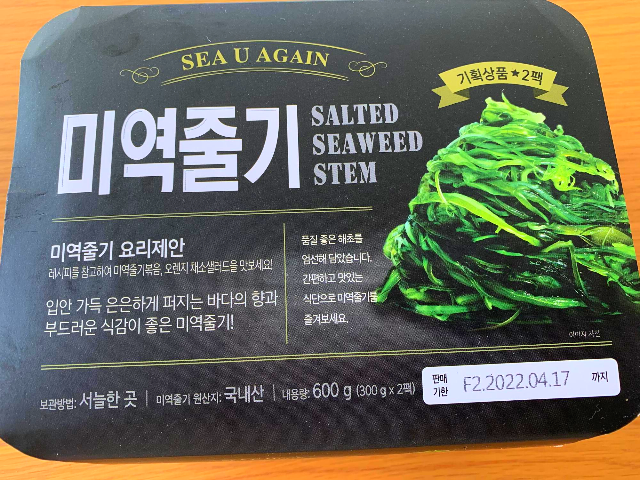 SEA U AGAIN
기획상품★2팩
미역줄기
SALTED
SEAWEED
STEM
미역줄기 요리제안
레시피를 참고하여 미역줄기볶음, 오렌지 채소샐러드을 맛보세요!
입안 가득 은은하게 퍼지는 바다의 향과
부드러운 식감이 좋은 미역줄기!
품질 좋은 해초를
엄선해 담았습니다.
간편하고 맛있는
식단으로 미역줄기를
즐겨보세요.
이미지 사진
보관방법: 서늘한 곳 | 미역줄기 원산지: 국내산 | 내용량: 600 g (300 g x 2팩)
판매
기한
F2.2022.04.17 까지